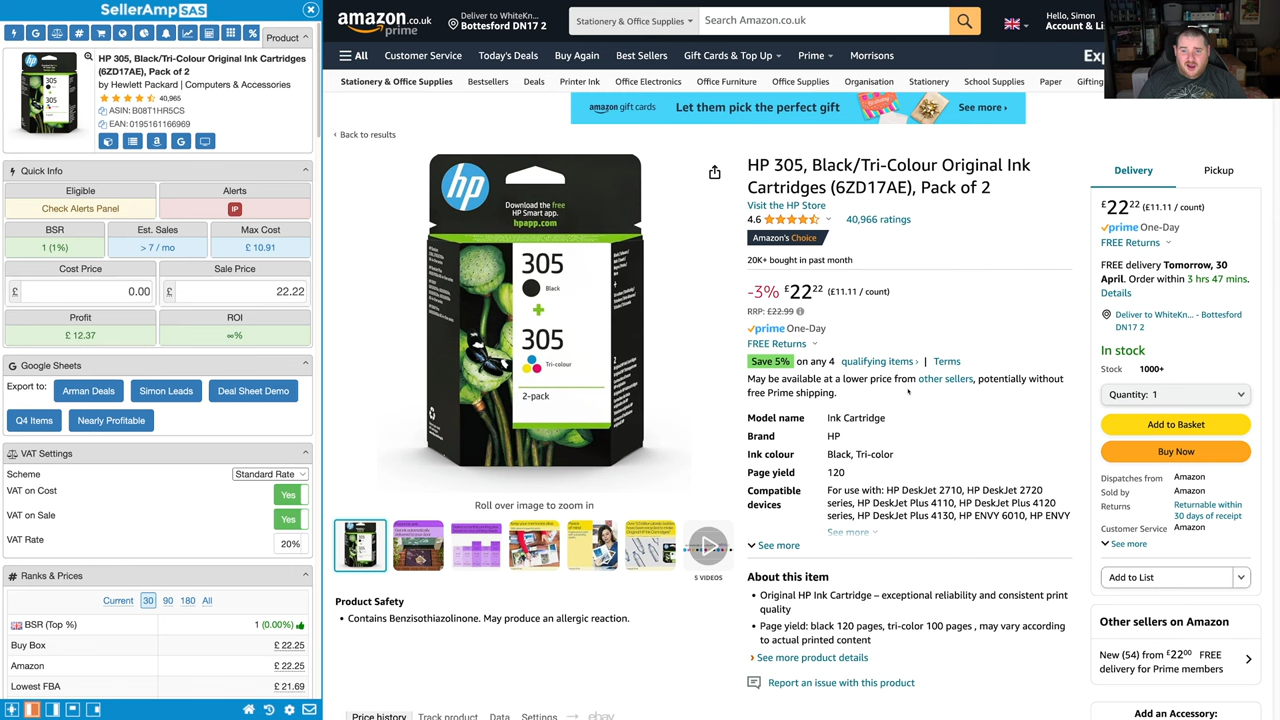 SellerAmp SAS
Product
HP 305, Black/Tri-Colour Original Ink Cartridges
(6ZD17AE), Pack of 2
by Hewlett Packard | Computers & Accessories
40,965
ASIN: B08T1HR5CS
EAN: 0195161166969
Quick Info
Eligible
Alerts
Check Alerts Panel
IP
BSR
Est. Sales
Max Cost
1 (1%)
> 7 / mo
£ 10.91
Cost Price
Sale Price
£ 0.00
£ 22.22
Profit
ROI
£ 12.37
∞%
Google Sheets
Export to:
Arman Deals
Simon Leads
Deal Sheet Demo
Q4 Items
Nearly Profitable
VAT Settings
Scheme
Standard Rate
VAT on Cost
Yes
VAT on Sale
Yes
VAT Rate
20%
Ranks & Prices
Current 30 90 180 All
BSR (Top %)
1 (0.00%)
Buy Box
£ 22.25
Amazon
£ 22.25
Lowest FBA
£ 21.69
amazon.co.uk
prime
Deliver to WhiteKn...
Bottesford DN17 2
Stationery & Office Supplies
Search Amazon.co.uk
Hello, Simon
Account & Li
All
Customer Service
Today's Deals
Buy Again
Best Sellers
Gift Cards & Top Up
Prime
Morrisons
Exp
Stationery & Office Supplies
Bestsellers
Deals
Printer Ink
Office Electronics
Office Furniture
Office Supplies
Organisation
Stationery
School Supplies
Paper
Gifting
amazon gift cards
Let them pick the perfect gift
See more ›
‹ Back to results
hp
Download the free
HP Smart app.
hpapp.com
305
Black
+
305
Tri-colour
2-pack
Roll over image to zoom in
5 VIDEOS
Product Safety
• Contains Benzisothiazolinone. May produce an allergic reaction.
HP 305, Black/Tri-Colour Original Ink
Cartridges (6ZD17AE), Pack of 2
Visit the HP Store
4.6
40,966 ratings
Amazon's Choice
20K+ bought in past month
-3% £22 22 (£11.11 / count)
RRP: £22.99
prime One-Day
FREE Returns
Save 5% on any 4 qualifying items › | Terms
May be available at a lower price from other sellers, potentially without
free Prime shipping.
Model name
Ink Cartridge
Brand
HP
Ink colour
Black, Tri-color
Page yield
120
Compatible
devices
For use with: HP DeskJet 2710, HP DeskJet 2720
series, HP DeskJet Plus 4110, HP DeskJet Plus 4120
series, HP DeskJet Plus 4130, HP ENVY 6010, HP ENVY
See more
See more
About this item
• Original HP Ink Cartridge – exceptional reliability and consistent print
quality
• Page yield: black 120 pages, tri-color 100 pages , may vary according
to actual printed content
› See more product details
Report an issue with this product
Delivery
Pickup
£22 22 (£11.11 / count)
prime One-Day
FREE Returns
FREE delivery Tomorrow, 30
April. Order within 3 hrs 47 mins.
Details
Deliver to WhiteKn... - Bottesford
DN17 2
In stock
Stock 1000+
Quantity: 1
Add to Basket
Buy Now
Dispatches from
Amazon
Sold by
Amazon
Returns
Returnable within
30 days of receipt
Customer Service
Amazon
See more
Add to List
Other sellers on Amazon
New (54) from £22 00 FREE
delivery for Prime members
Add an Accessory:
Price history
Track product
Data
Settings
ebay